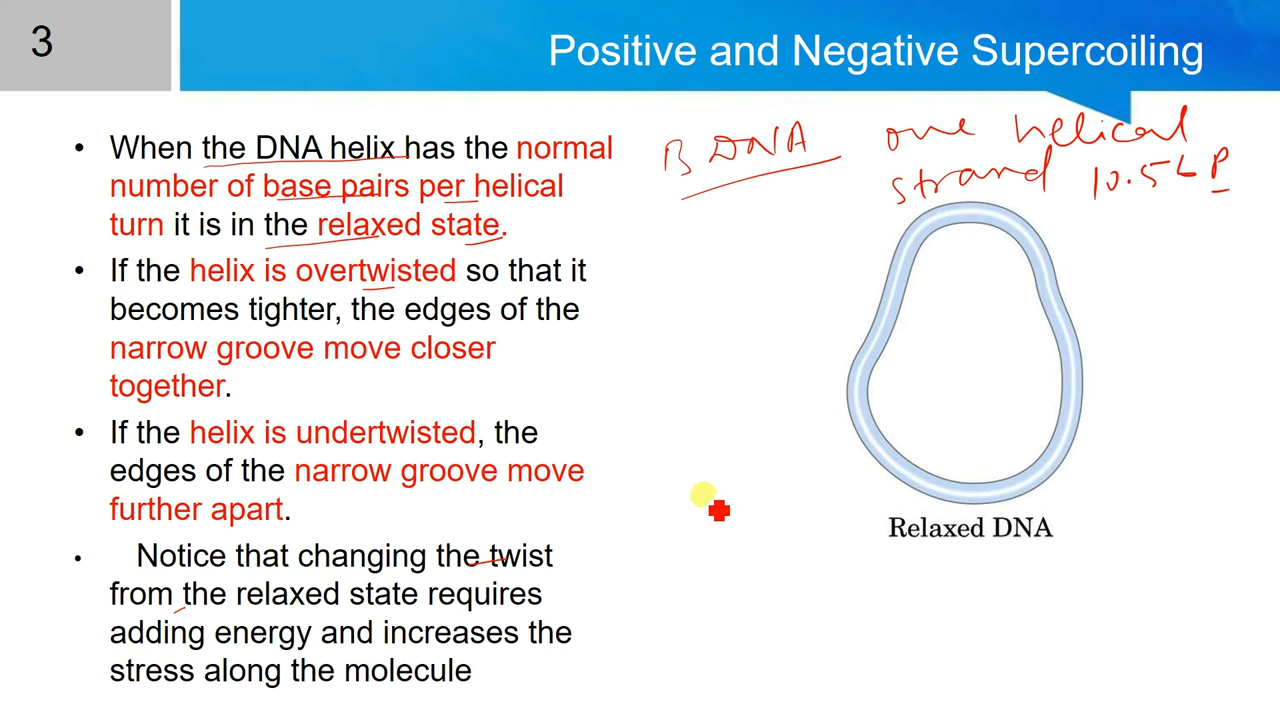 3
Positive and Negative Supercoiling
• When the DNA helix has the normal
number of base pairs per helical
turn it is in the relaxed state.
• If the helix is overtwisted so that it
becomes tighter, the edges of the
narrow groove move closer
together.
• If the helix is undertwisted, the
edges of the narrow groove move
further apart.
• Notice that changing the twist
from the relaxed state requires
adding energy and increases the
stress along the molecule
B DNA one helical
strand 10.5 bP
Relaxed DNA